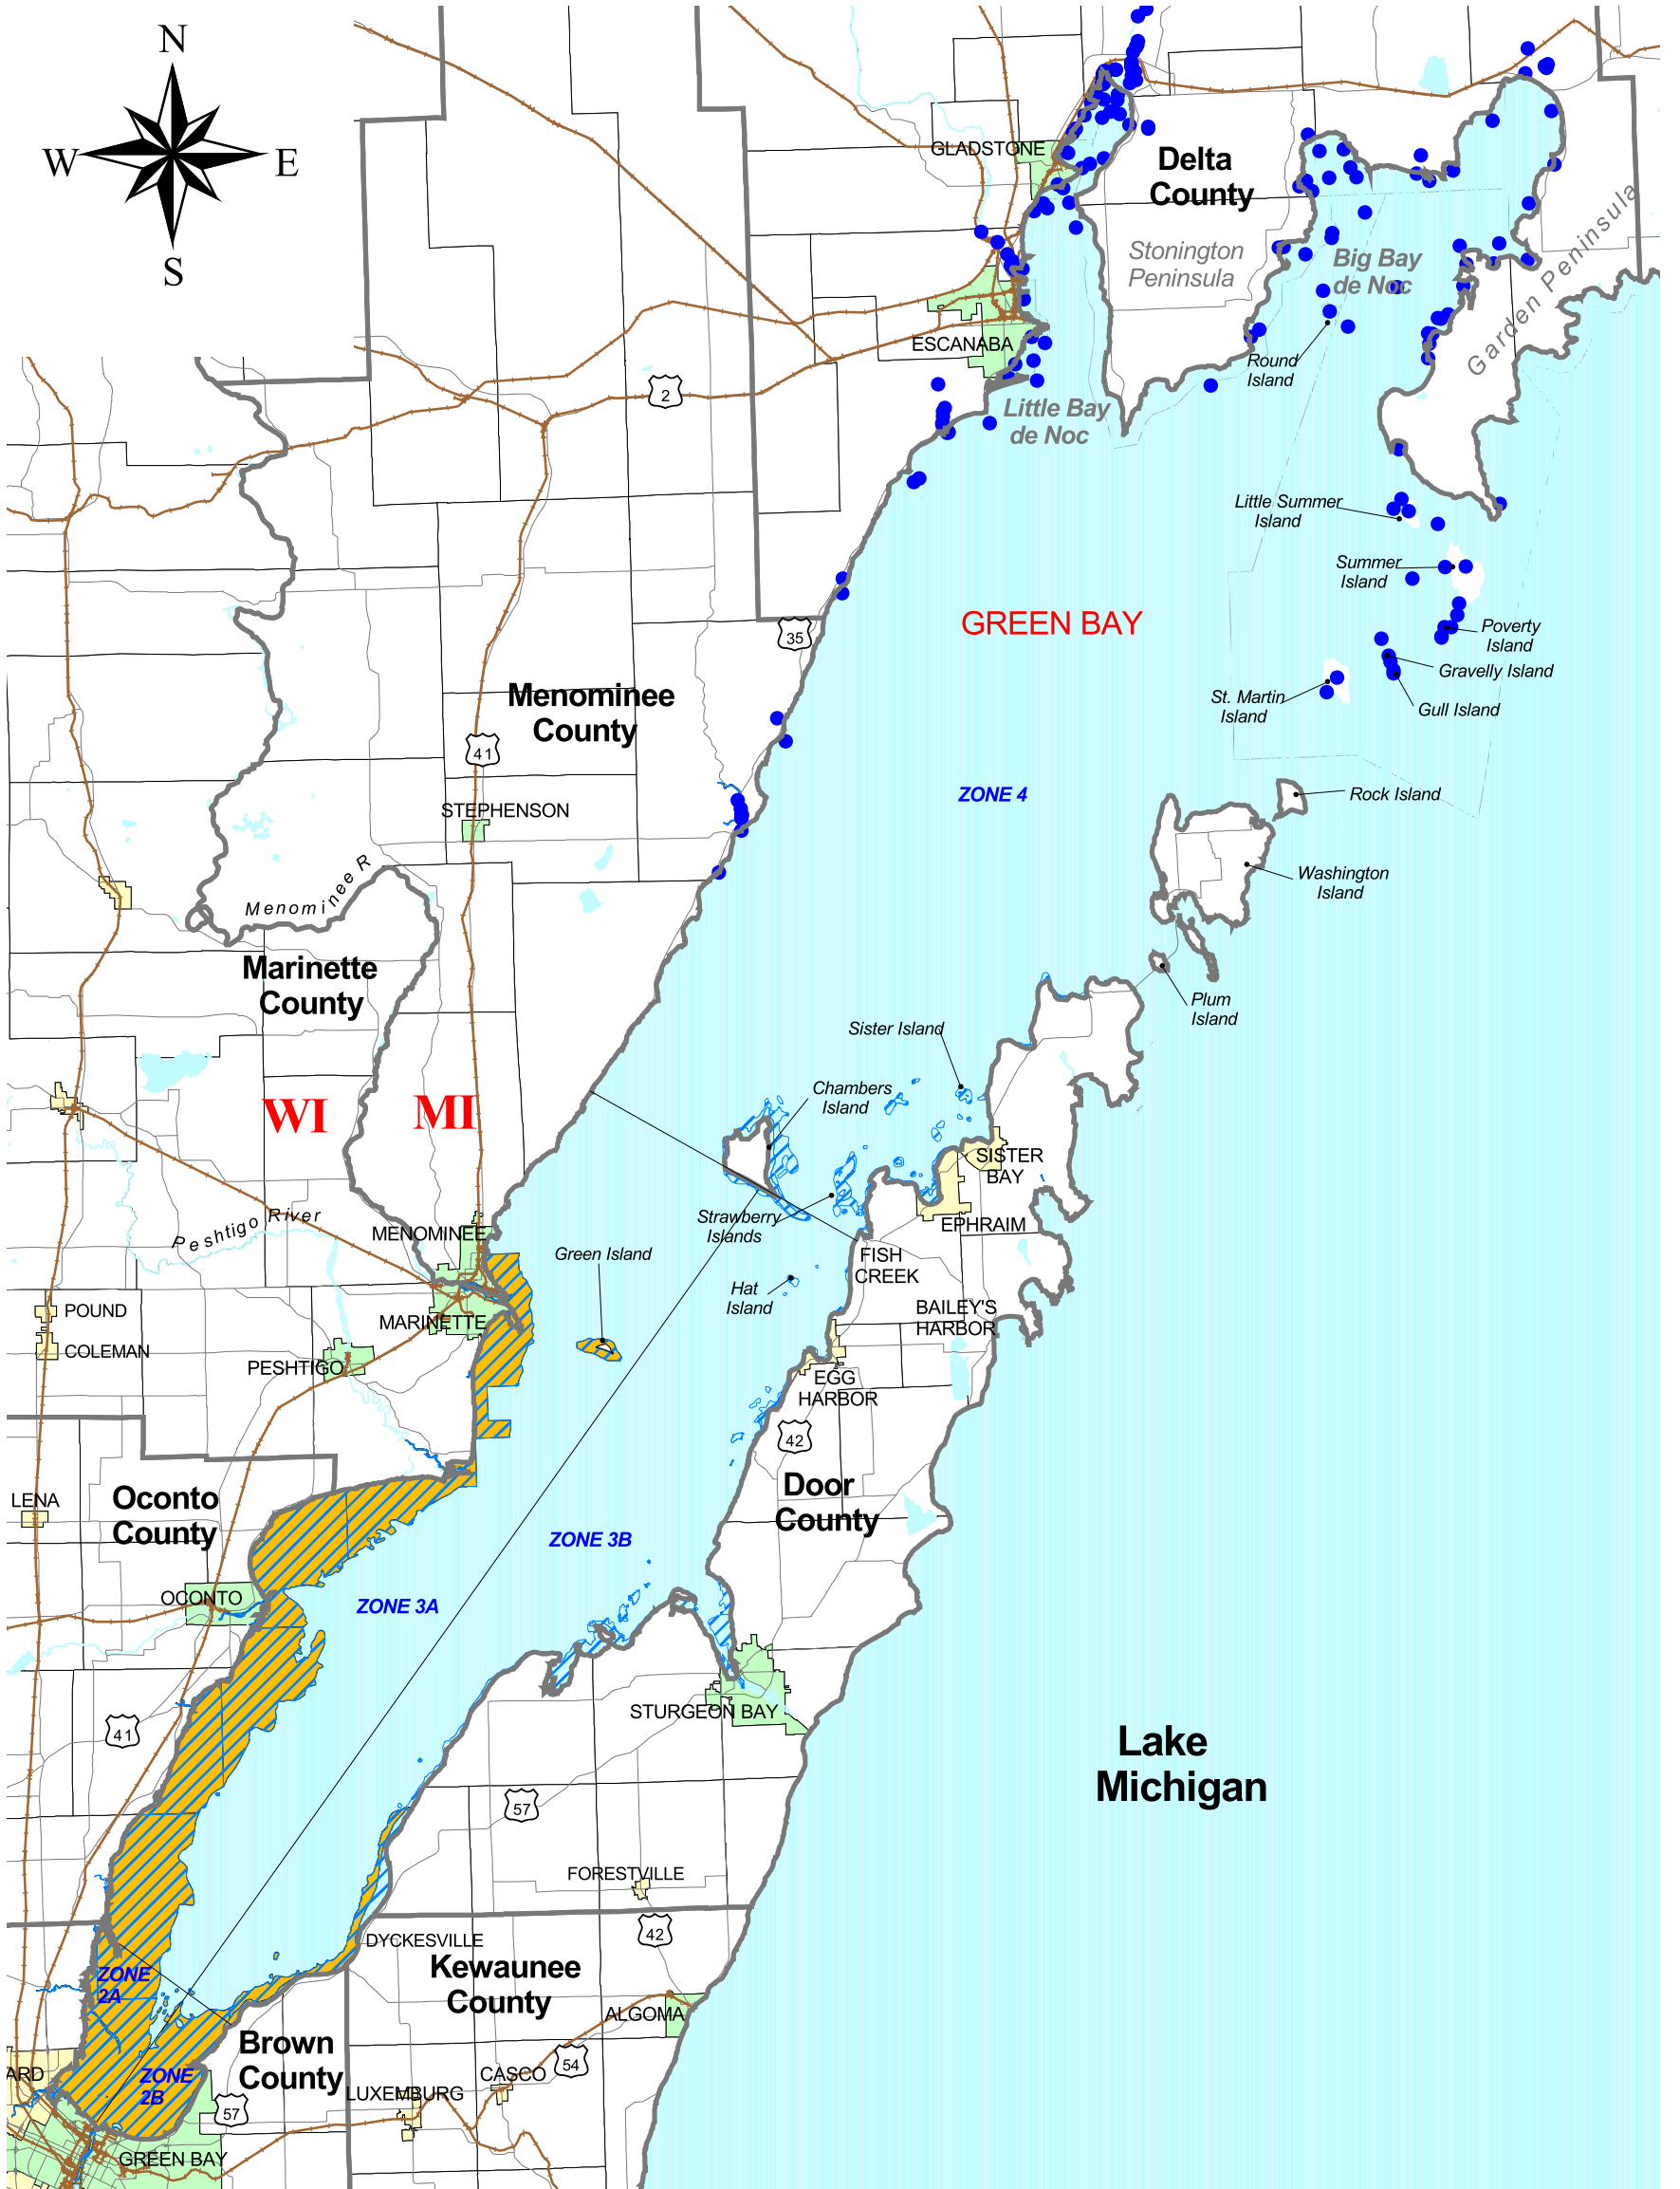 N
W
E
S
GLADSTONE
Delta
County
Stonington
Peninsula
Big Bay
de Noc
Garden Peninsula
ESCANABA
Round
Island
2
Little Bay
de Noc
Little Summer
Island
Summer
Island
GREEN BAY
35
Poverty
Island
Gravelly Island
Menominee
County
St. Martin
Island
Gull Island
41
ZONE 4
Rock Island
STEPHENSON
Washington
Island
Menominee R
Marinette
County
Plum
Island
Sister Island
Chambers
Island
WI
MI
SISTER
BAY
Peshtigo River
Strawberry
Islands
EPHRAIM
MENOMINEE
Green Island
FISH
CREEK
Hat
Island
POUND
BAILEY'S
HARBOR
MARINETTE
COLEMAN
PESHTIGO
EGG
HARBOR
42
Door
County
LENA
Oconto
County
ZONE 3B
OCONTO
ZONE 3A
STURGEON BAY
41
Lake
Michigan
57
FORESTVILLE
42
DYCKESVILLE
Kewaunee
County
ZONE
2A
ALGOMA
Brown
County
54
ARD
ZONE
2B
CASCO
LUXEMBURG
57
GREEN BAY